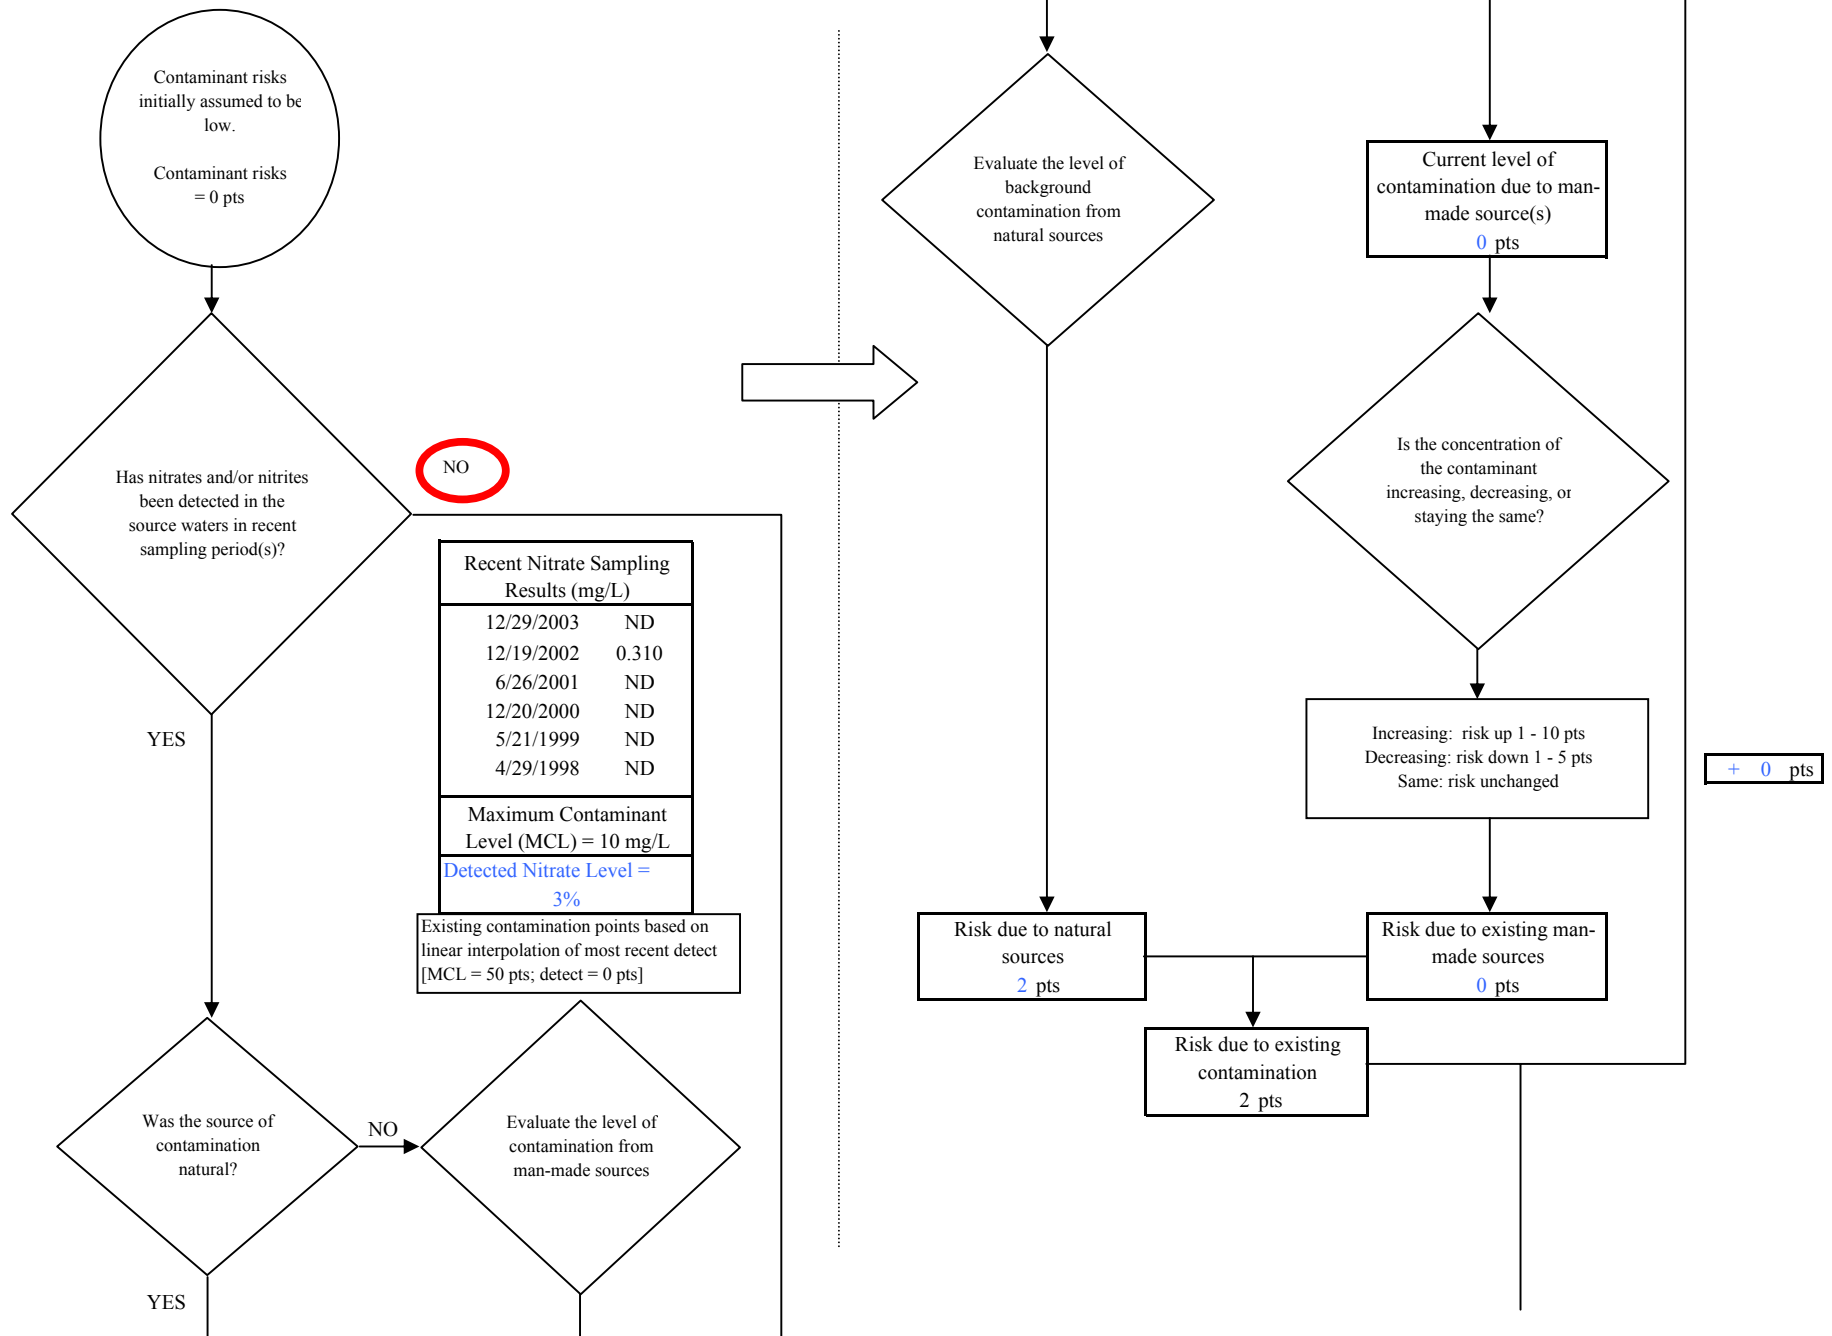 Contaminant risks
initially assumed to be
low.
Contaminant risks
= 0 pts
Has nitrates and/or nitrites
been detected in the
source waters in recent
sampling period(s)?
NO
YES
Recent Nitrate Sampling
Results (mg/L)
12/29/2003 ND
12/19/2002 0.310
6/26/2001 ND
12/20/2000 ND
5/21/1999 ND
4/29/1998 ND
Maximum Contaminant
Level (MCL) = 10 mg/L
Detected Nitrate Level =
3%
Existing contamination points based on
linear interpolation of most recent detect
[MCL = 50 pts; detect = 0 pts]
Was the source of
contamination
natural?
NO
YES
Evaluate the level of
contamination from
man-made sources
Evaluate the level of
background
contamination from
natural sources
Current level of
contamination due to man-
made source(s)
0 pts
Is the concentration of
the contaminant
increasing, decreasing, or
staying the same?
Increasing: risk up 1 - 10 pts
Decreasing: risk down 1 - 5 pts
Same: risk unchanged
+ 0 pts
Risk due to natural
sources
2 pts
Risk due to existing man-
made sources
0 pts
Risk due to existing
contamination
2 pts